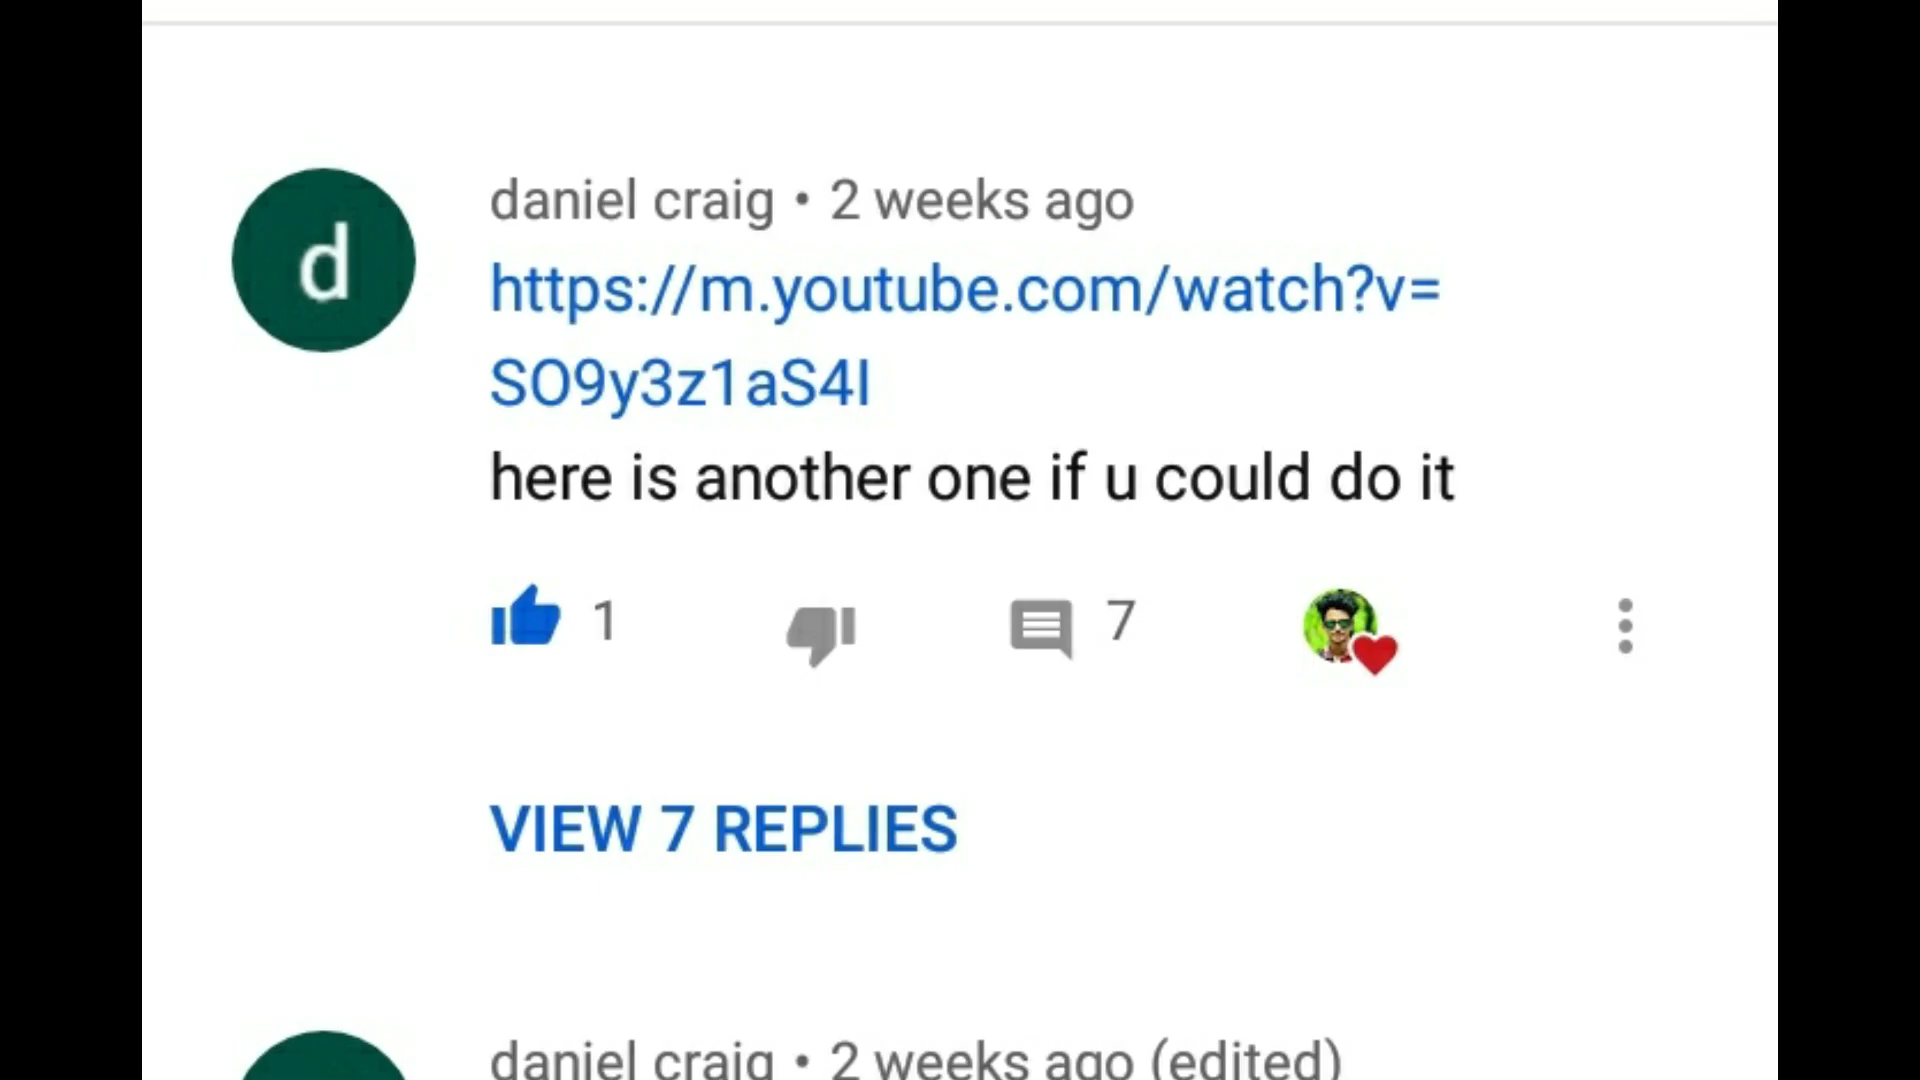 d
daniel craig • 2 weeks ago
https://m.youtube.com/watch?v=
SO9y3z1aS4I
here is another one if u could do it
1
7
VIEW 7 REPLIES
daniel craig • 2 weeks ago (edited)